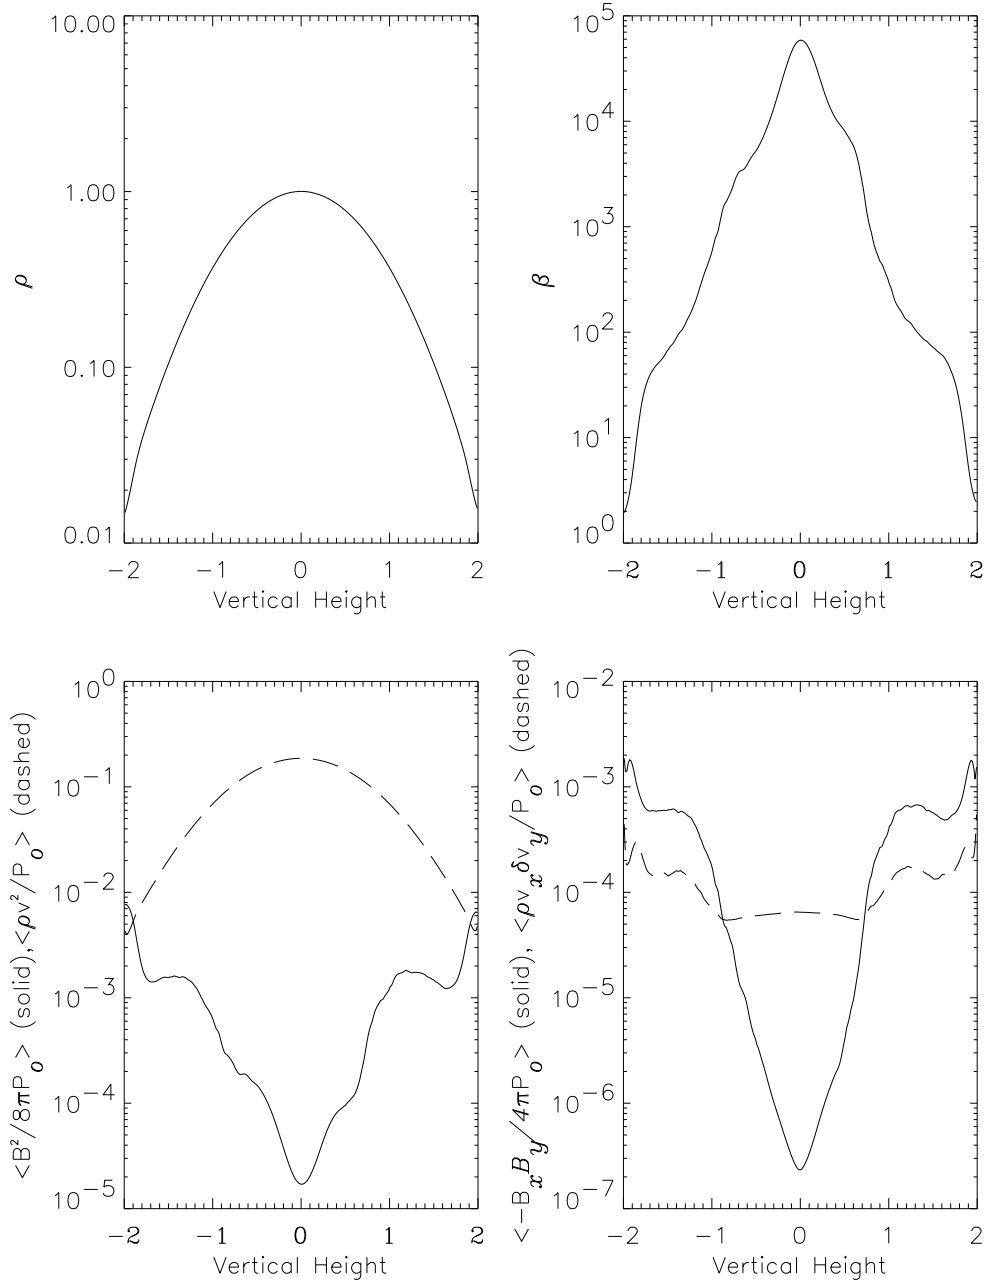 10.00
1.00
0.10
0.01
ρ
-2 -1 0 1 2
Vertical Height
10^5
10^4
10^3
10^2
10^1
10^0
β
-2 -1 0 1 2
Vertical Height
10^0
10^-1
10^-2
10^-3
10^-4
10^-5
<B²/8πP_o> (solid),<ρv²/P_o> (dashed)
-2 -1 0 1 2
Vertical Height
10^-2
10^-3
10^-4
10^-5
10^-6
10^-7
<-B_xB_y/4πP_o> (solid), <ρv_xδv_y/P_o> (dashed)
-2 -1 0 1 2
Vertical Height